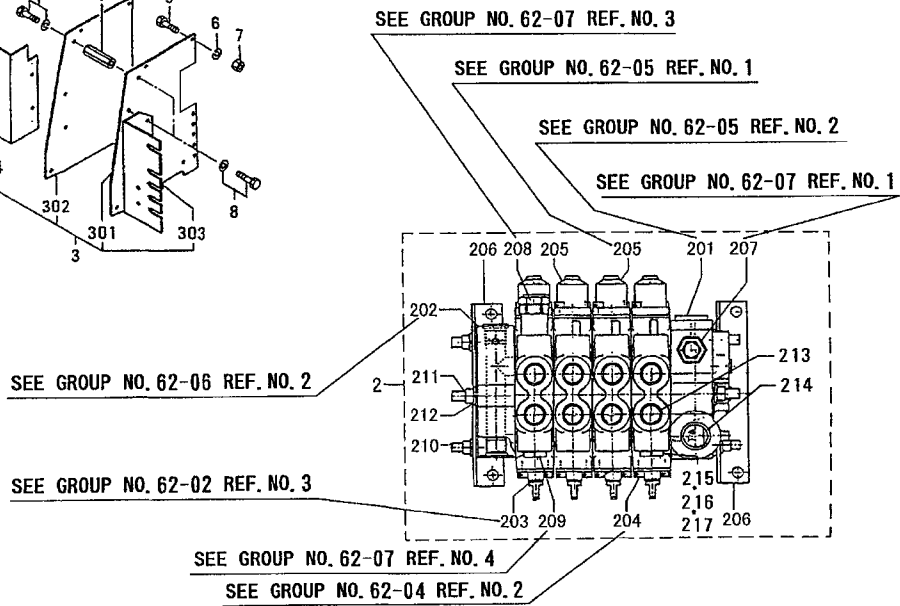 SEE GROUP NO. 62-07 REF. NO. 3
6
7
SEE GROUP NO. 62-05 REF. NO. 1
SEE GROUP NO. 62-05 REF. NO. 2
SEE GROUP NO. 62-07 REF. NO. 1
302
301
303
8
3
206 208 205 205 201 207
202
213
SEE GROUP NO. 62-06 REF. NO. 2
211
2
214
212
210
SEE GROUP NO. 62-02 REF. NO. 3
215
216
217
203 209 204 206
SEE GROUP NO. 62-07 REF. NO. 4
SEE GROUP NO. 62-04 REF. NO. 2